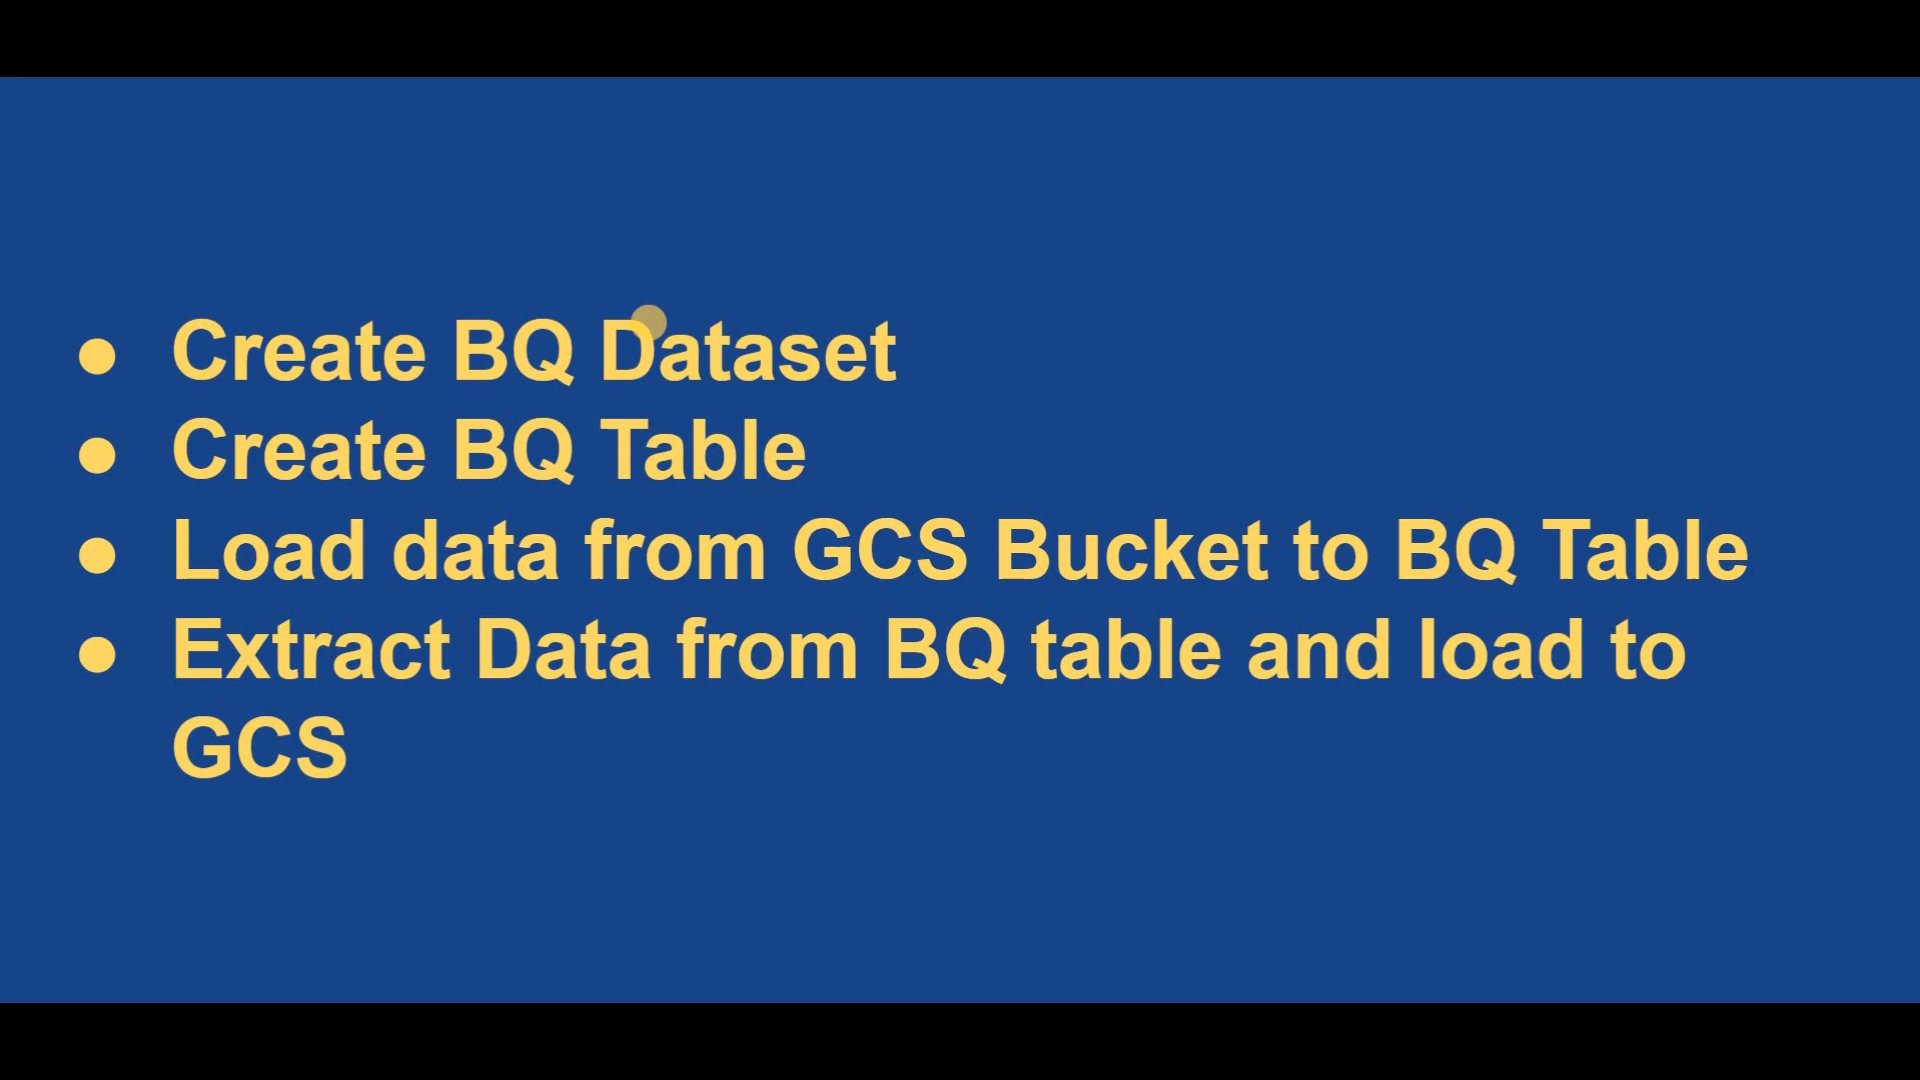 ● Create BQ Dataset
● Create BQ Table
● Load data from GCS Bucket to BQ Table
● Extract Data from BQ table and load to
GCS